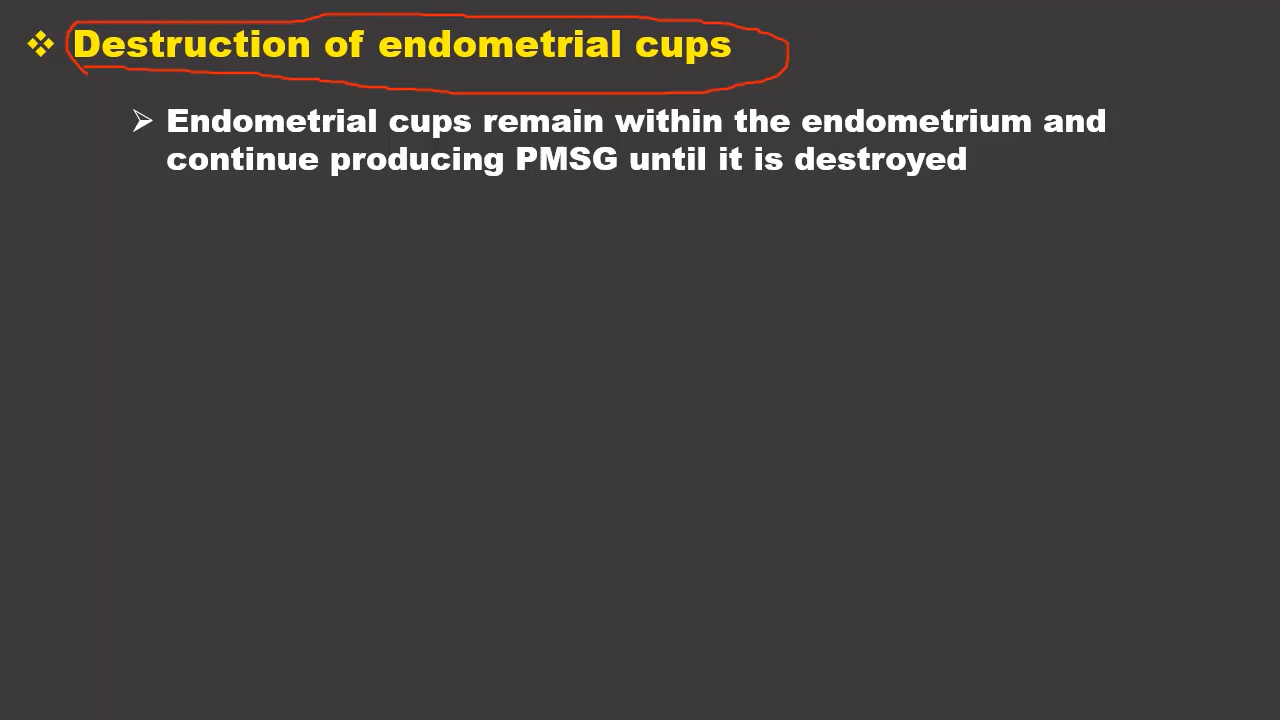 Destruction of endometrial cups
Endometrial cups remain within the endometrium and
continue producing PMSG until it is destroyed